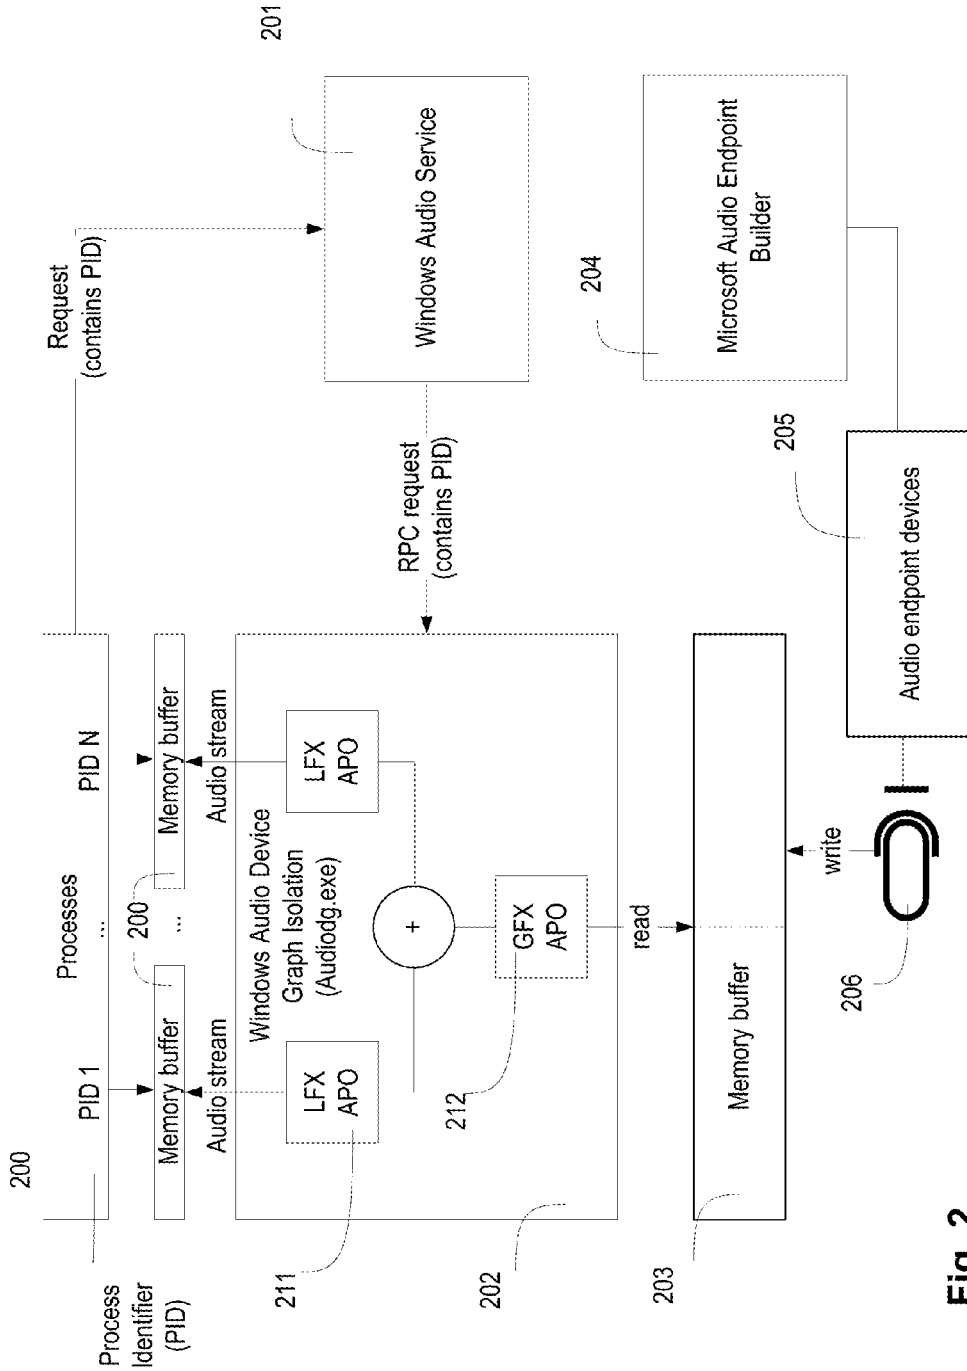 201
Request
(contains PID)
Windows Audio Service
204
Microsoft Audio Endpoint
Builder
RPC request
(contains PID)
205
Audio endpoint devices
200
Process
Identifier
(PID)
Processes
PID 1
...
PID N
Memory buffer
200
...
Memory buffer
Audio stream
Audio stream
Windows Audio Device
Graph Isolation
(Audiodg.exe)
LFX
APO
LFX
APO
+
211
212
GFX
APO
202
read
write
Memory buffer
203
206
Fig. 2